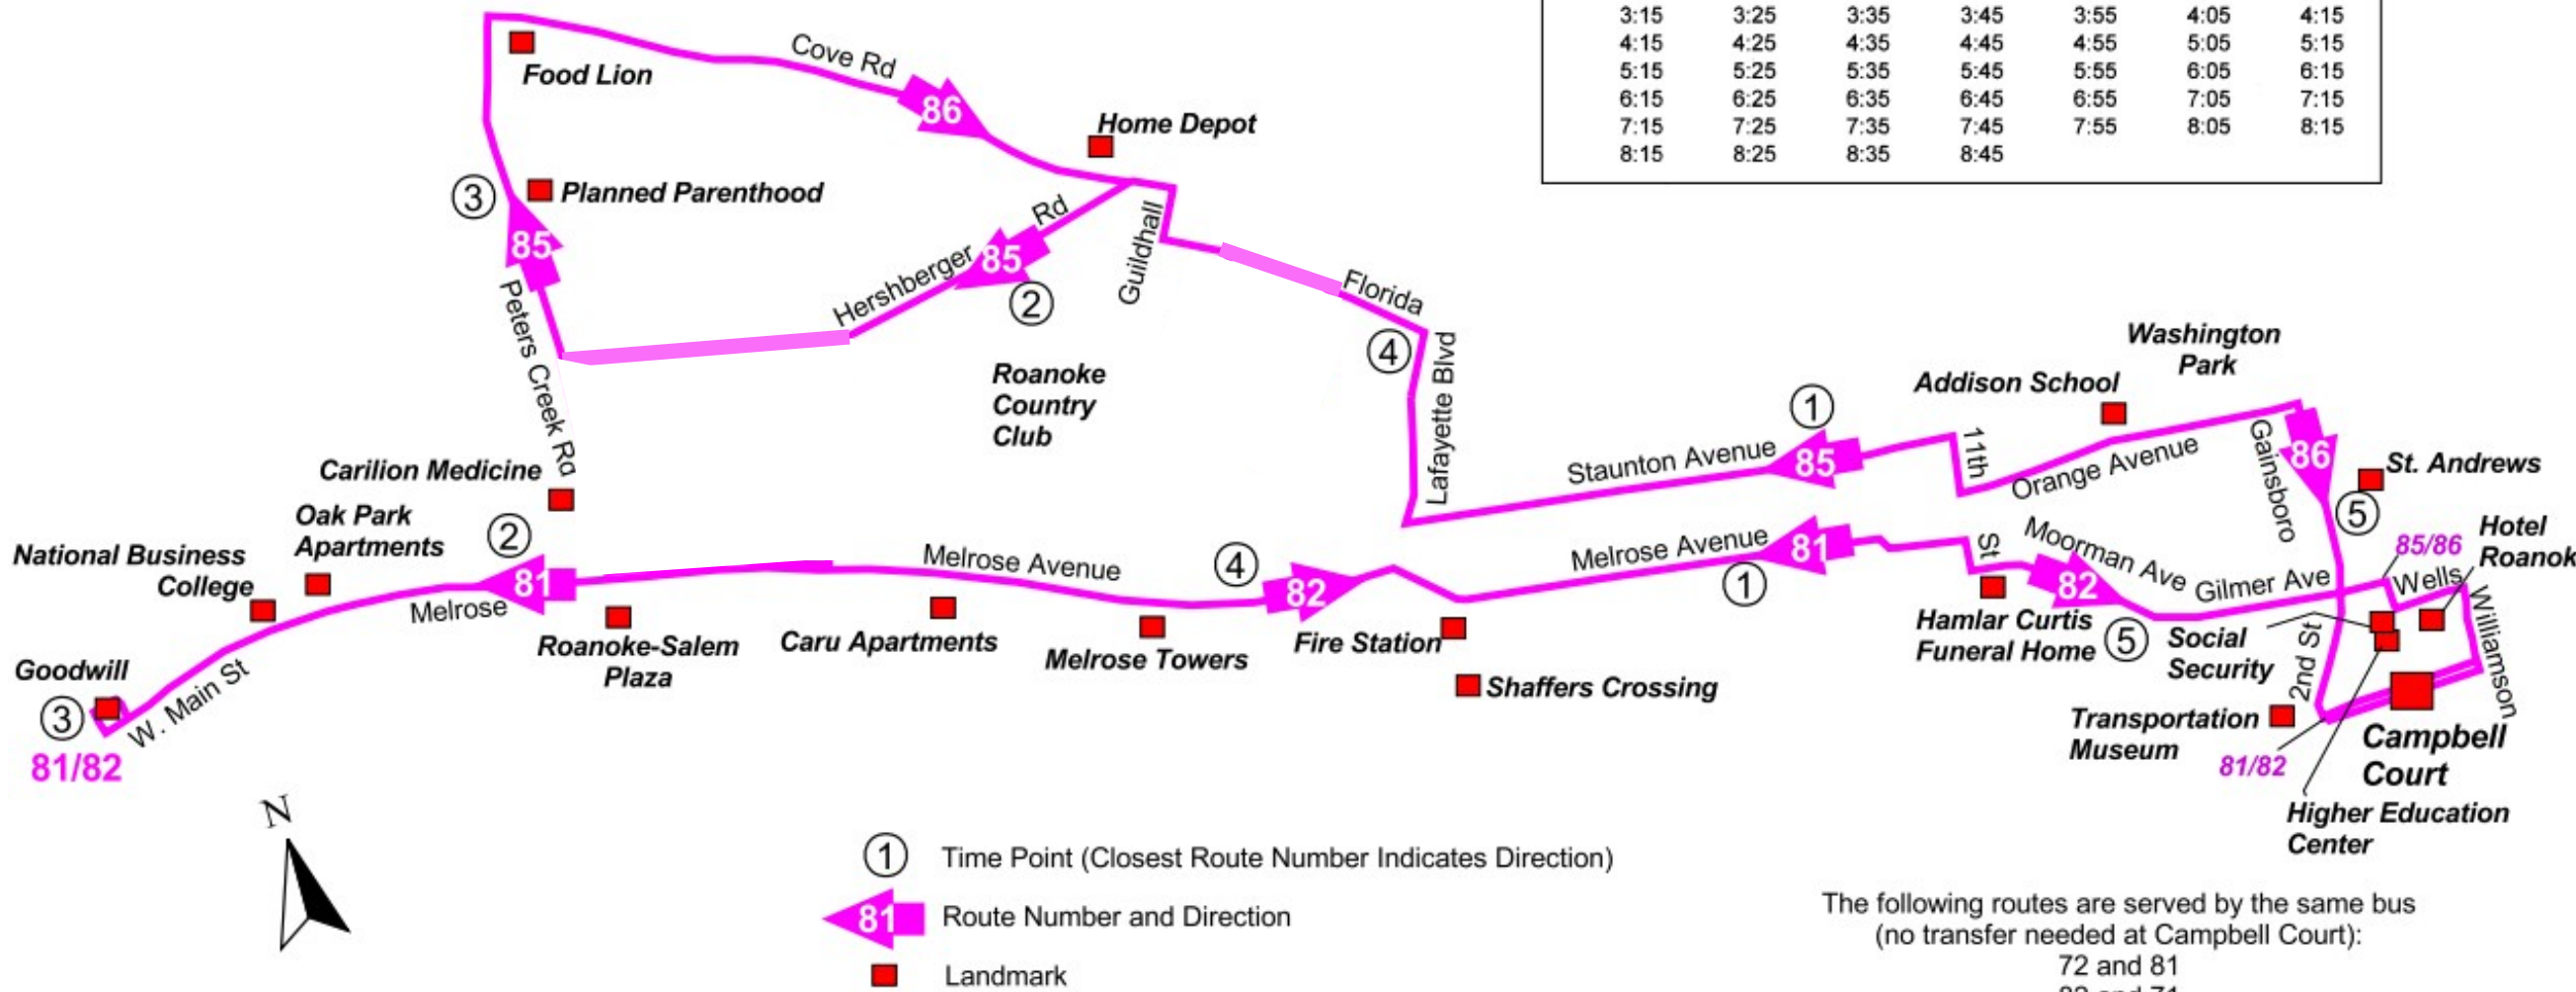 3:15 3:25 3:35 3:45 3:55 4:05 4:15
4:15 4:25 4:35 4:45 4:55 5:05 5:15
5:15 5:25 5:35 5:45 5:55 6:05 6:15
6:15 6:25 6:35 6:45 6:55 7:05 7:15
7:15 7:25 7:35 7:45 7:55 8:05 8:15
8:15 8:25 8:35 8:45
Food Lion
Cove Rd
86
Home Depot
3
Planned Parenthood
85
Peters Creek Rd
Hershberger Rd
85
2
Guildhall
Florida
4
Lafayette Blvd
Roanoke
Country
Club
Washington
Park
Addison School
1
Staunton Avenue
85
11th
Orange Avenue
Gainsboro
86
St. Andrews
5
Carilion Medicine
Oak Park
Apartments
2
National Business
College
81
Melrose
Melrose Avenue
4
82
Melrose Avenue
81
1
St
Moorman Ave
82
Gilmer Ave
85/86
Wells
Hotel
Roanok
Williamson
Goodwill
3
81/82
W. Main St
Roanoke-Salem
Plaza
Caru Apartments
Melrose Towers
Fire Station
Shaffers Crossing
Hamlar Curtis
Funeral Home
5
Social
Security
2nd St
Transportation
Museum
81/82
Campbell
Court
Higher Education
Center
N
1 Time Point (Closest Route Number Indicates Direction)
81 Route Number and Direction
Landmark
The following routes are served by the same bus
(no transfer needed at Campbell Court):
72 and 81